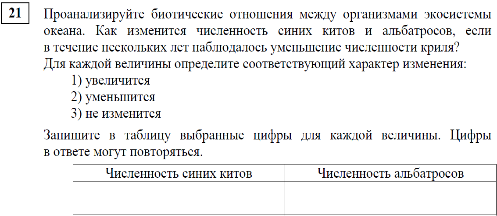 21
Проанализируйте биотические отношения между организмами экосистемы
океана. Как изменится численность синих китов и альбатросов, если
в течение нескольких лет наблюдалось уменьшение численности криля?
Для каждой величины определите соответствующий характер изменения:
1) увеличится
2) уменьшится
3) не изменится
Запишите в таблицу выбранные цифры для каждой величины. Цифры
в ответе могут повторяться.
Численность синих китов Численность альбатросов